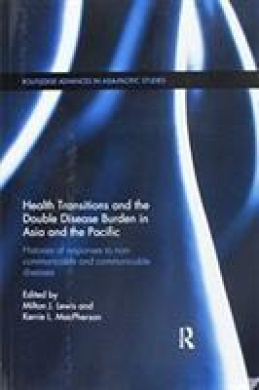 ROUTLEDGE ADVANCES IN ASIA-PACIFIC STUDIES
Health Transitions and the
Double Disease Burden in
Asia and the Pacific
Histories of responses to non-
communicable and communicable
diseases
Edited by
Milton J. Lewis and
Kerrie L. MacPherson
R